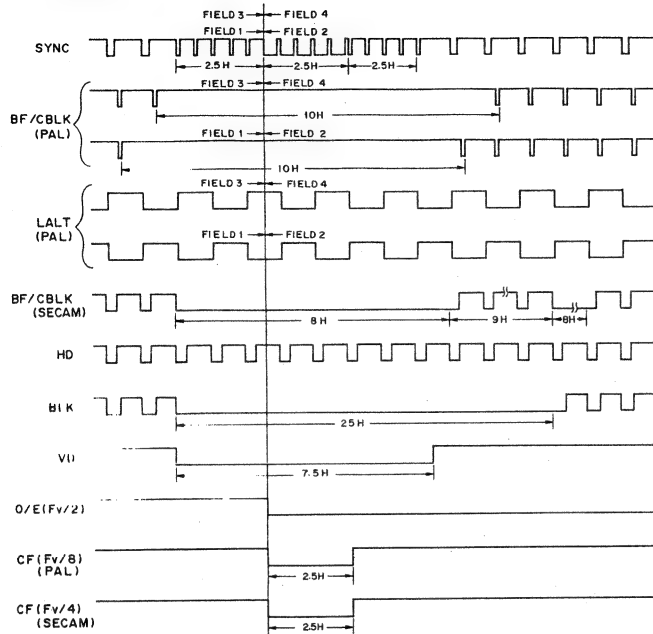 FIELD 3 FIELD 4
FIELD 1 FIELD 2
SYNC
2.5H 2.5H 2.5H
FIELD 3 FIELD 4
BF/CBLK
(PAL)
10H
FIELD 1 FIELD 2
10H
FIELD 3 FIELD 4
LALT
(PAL)
FIELD 1 FIELD 2
BF/CBLK
(SECAM)
8H 9H 8H
HD
BLK
25H
VD
7.5H
O/E(Fv/2)
CF(Fv/8)
(PAL)
2.5H
CF(Fv/4)
(SECAM)
2.5H